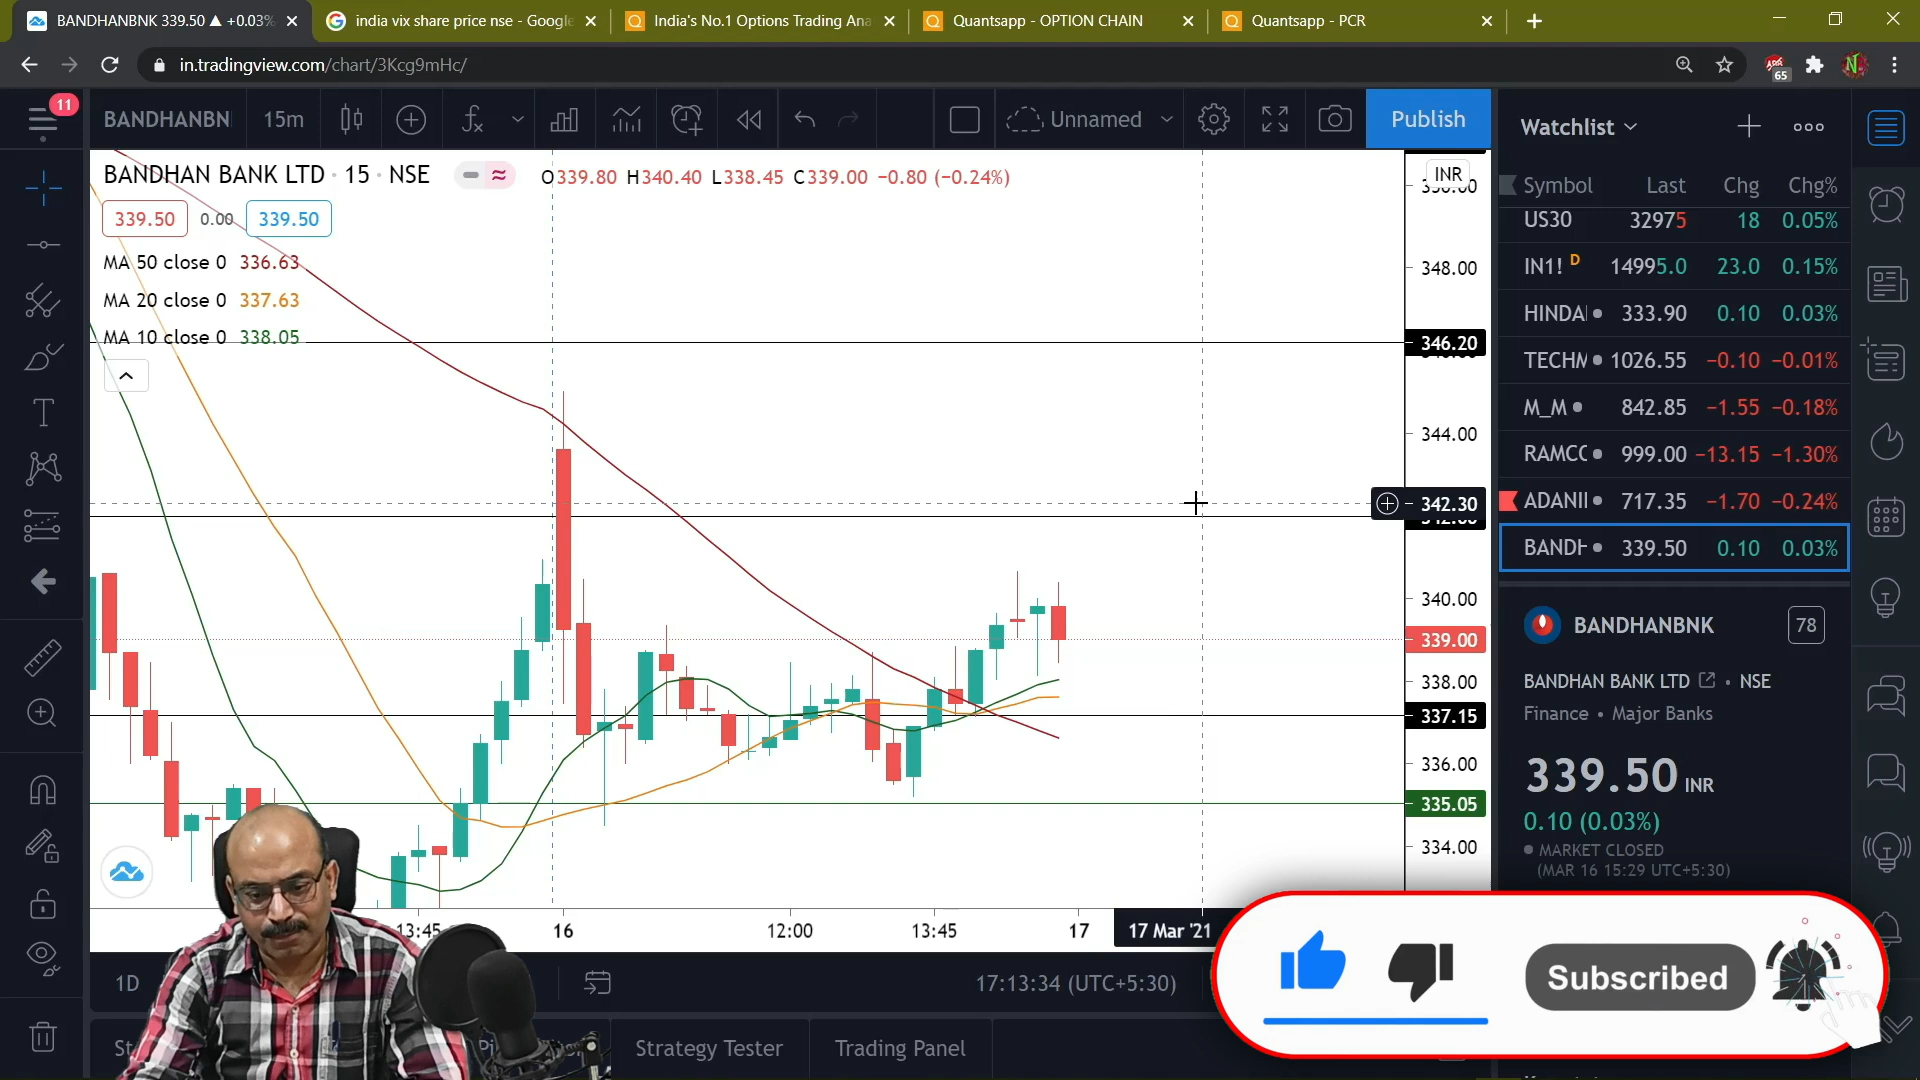 BANDHANBNK 339.50 ▲ +0.03%
india vix share price nse - Google
India's No.1 Options Trading Ana
Quantsapp - OPTION CHAIN
Quantsapp - PCR
in.tradingview.com/chart/3Kcg9mHc/
65
11
BANDHANBN
15m
Unnamed
Publish
Watchlist
BANDHAN BANK LTD · 15 · NSE
O339.80 H340.40 L338.45 C339.00 −0.80 (−0.24%)
INR
339.50 0.00 339.50
MA 50 close 0 336.63
MA 20 close 0 337.63
MA 10 close 0 338.05
348.00
346.20
344.00
342.30
340.00
339.00
338.00
337.15
336.00
335.05
334.00
Symbol Last Chg Chg%
US30 32975 18 0.05%
IN1! D 14995.0 23.0 0.15%
HINDA 333.90 0.10 0.03%
TECHM 1026.55 −0.10 −0.01%
M_M 842.85 −1.55 −0.18%
RAMCO 999.00 −13.15 −1.30%
ADANI 717.35 −1.70 −0.24%
BANDH 339.50 0.10 0.03%
BANDHANBNK
78
BANDHAN BANK LTD · NSE
Finance • Major Banks
339.50 INR
0.10 (0.03%)
MARKET CLOSED
(MAR 16 15:29 UTC+5:30)
13:45 16 12:00 13:45 17 17 Mar '21
1D
17:13:34 (UTC+5:30)
Strategy Tester
Trading Panel
Subscribed